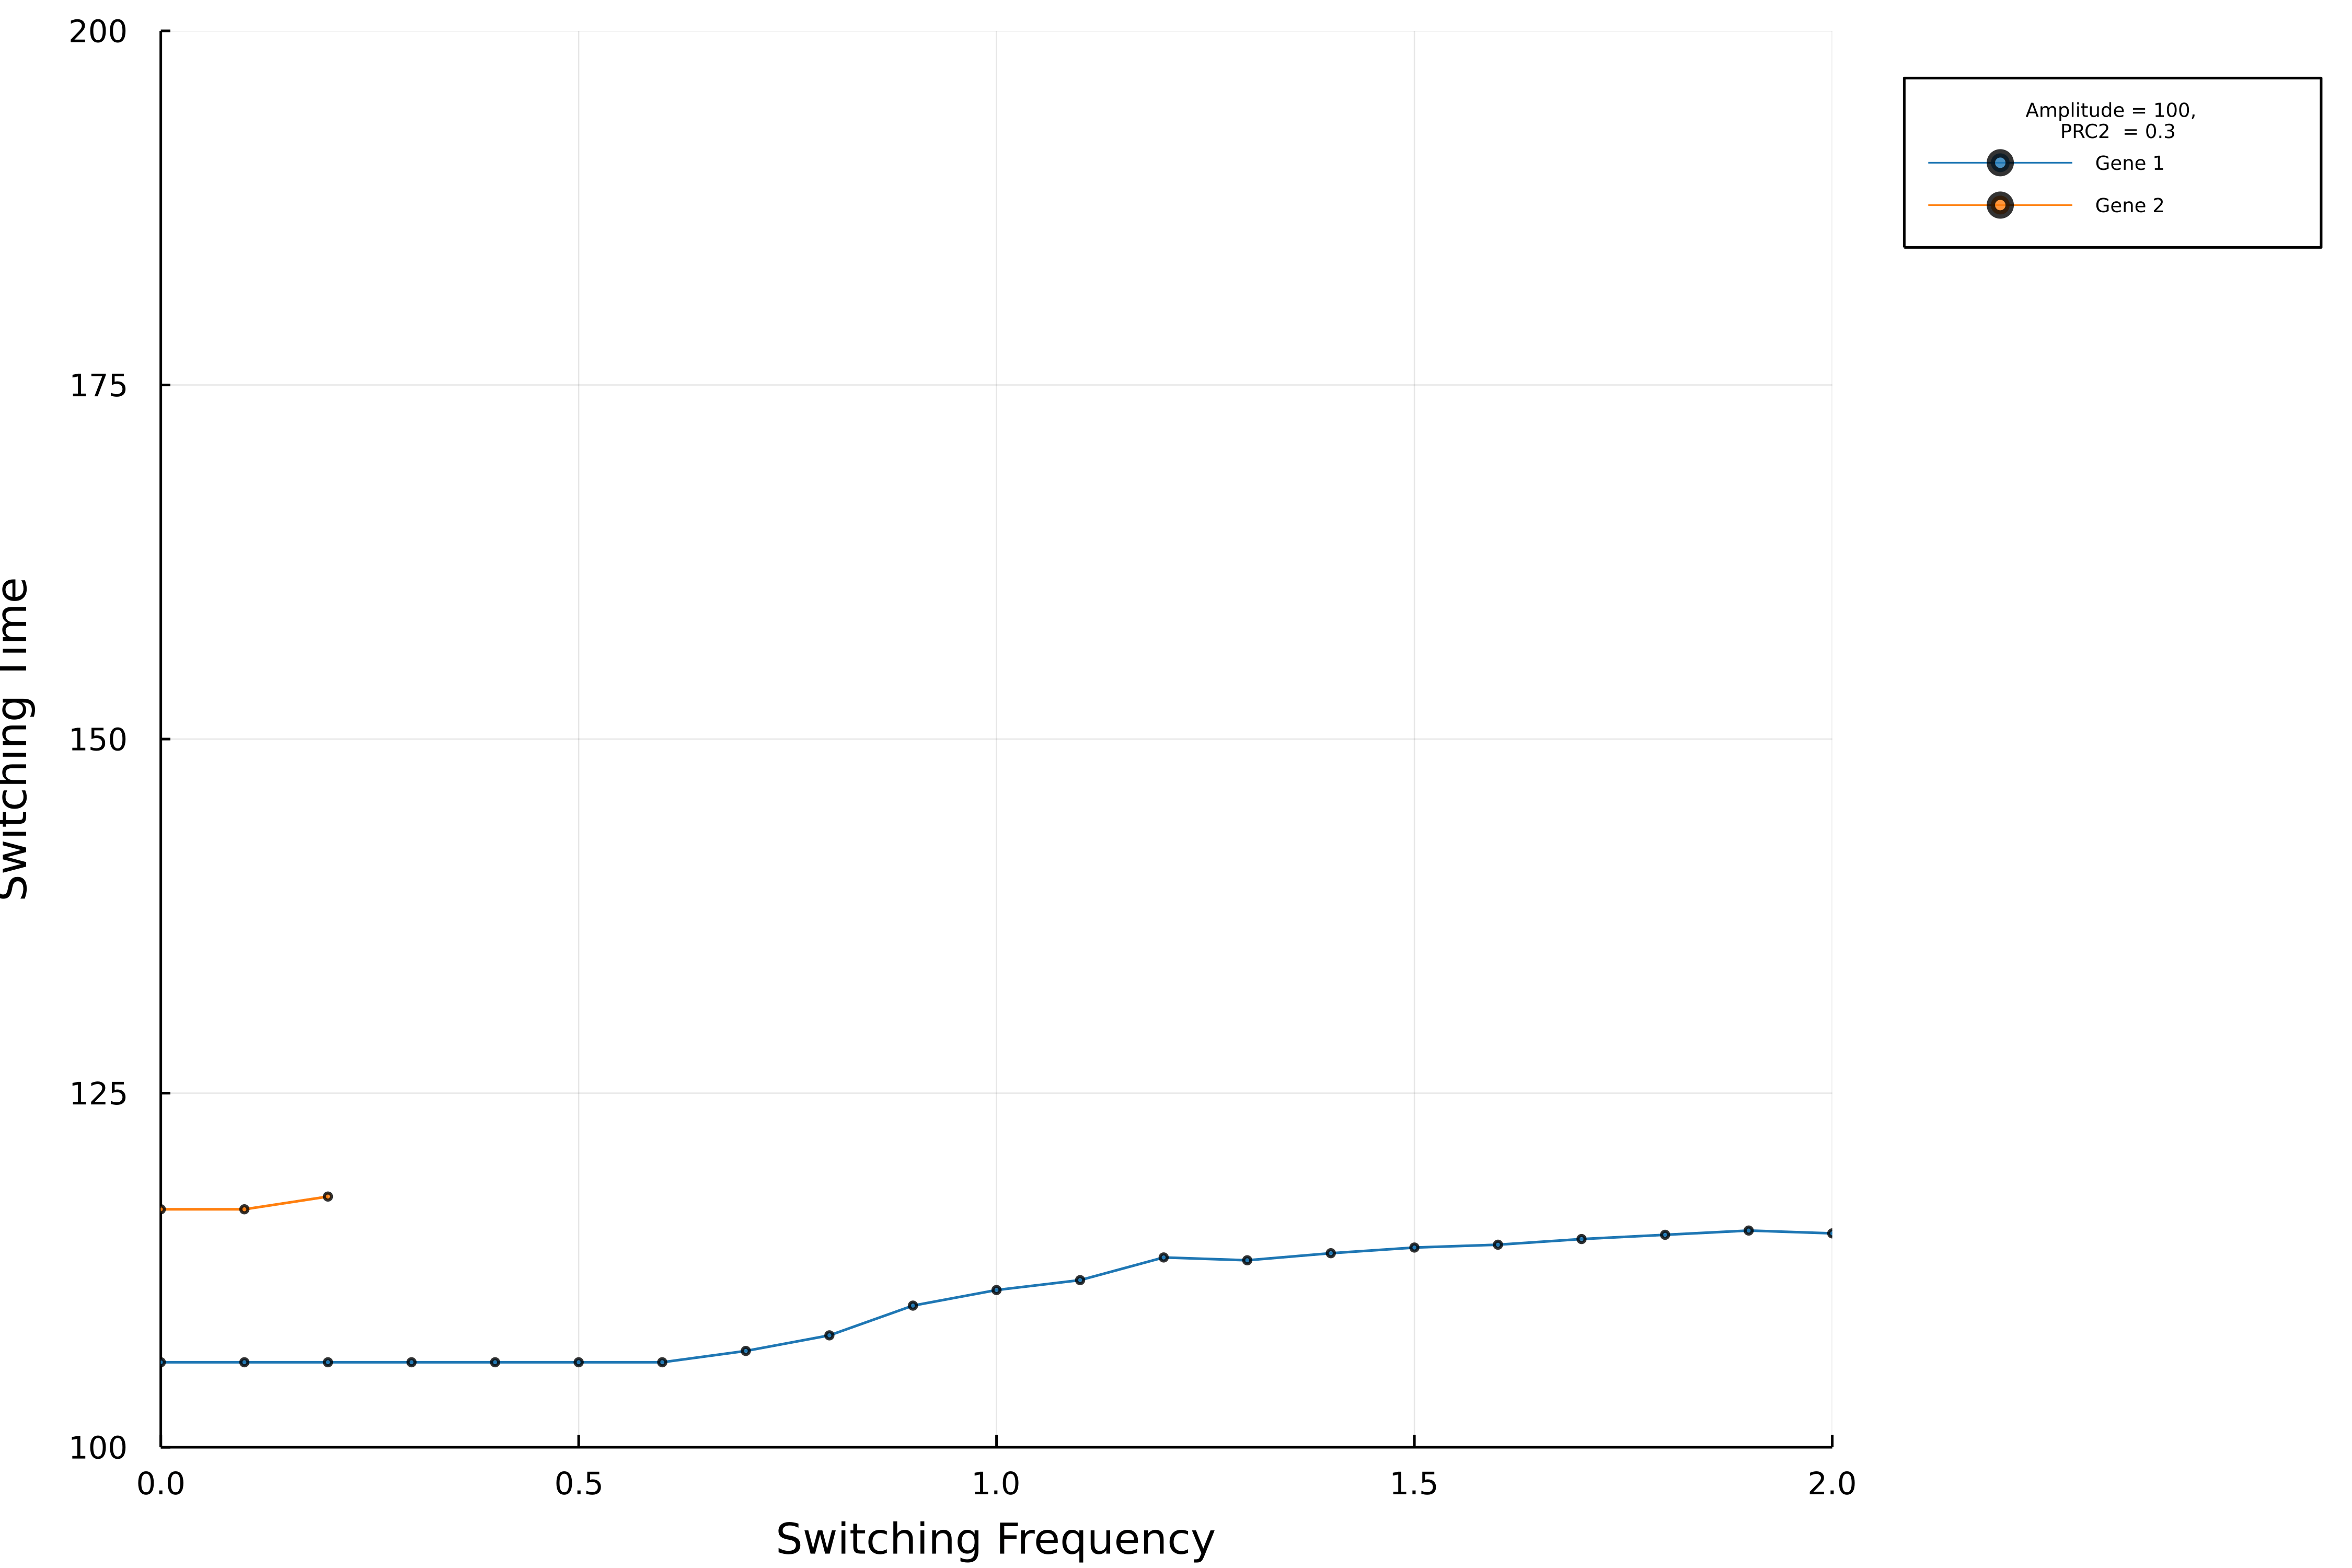 200
175
150
125
100
Switching Time
0.0 0.5 1.0 1.5 2.0
Switching Frequency
Amplitude = 100,
PRC2  = 0.3
Gene 1
Gene 2